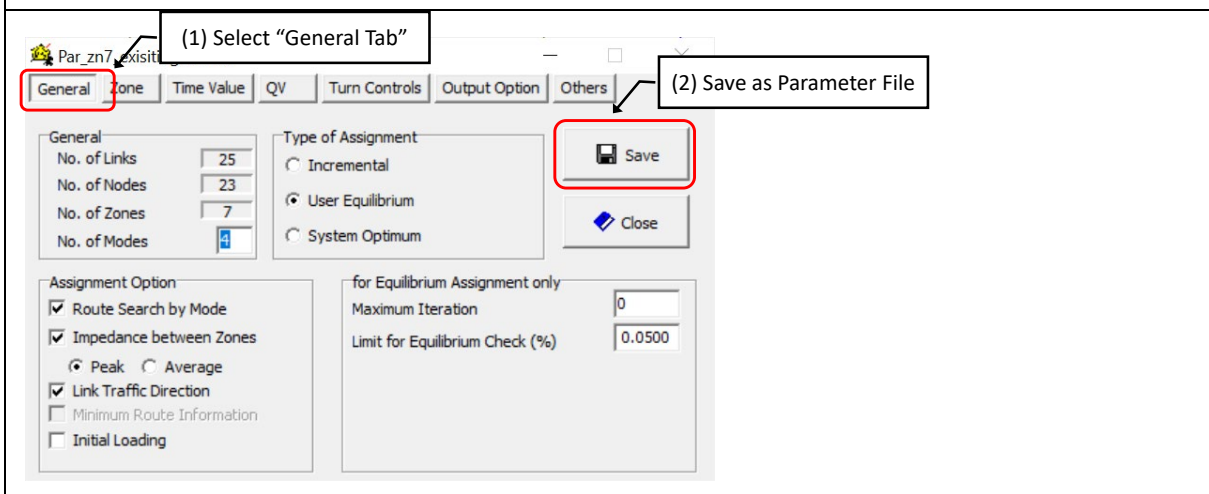 (1) Select “General Tab”
Par_zn7_exisiti
(2) Save as Parameter File
General Zone Time Value QV Turn Controls Output Option Others
General
No. of Links 25
No. of Nodes 23
No. of Zones 7
No. of Modes 4
Type of Assignment
Incremental
User Equilibrium
System Optimum
Save
Close
Assignment Option
Route Search by Mode
Impedance between Zones
Peak Average
Link Traffic Direction
Minimum Route Information
Initial Loading
for Equilibrium Assignment only
Maximum Iteration 0
Limit for Equilibrium Check (%) 0.0500